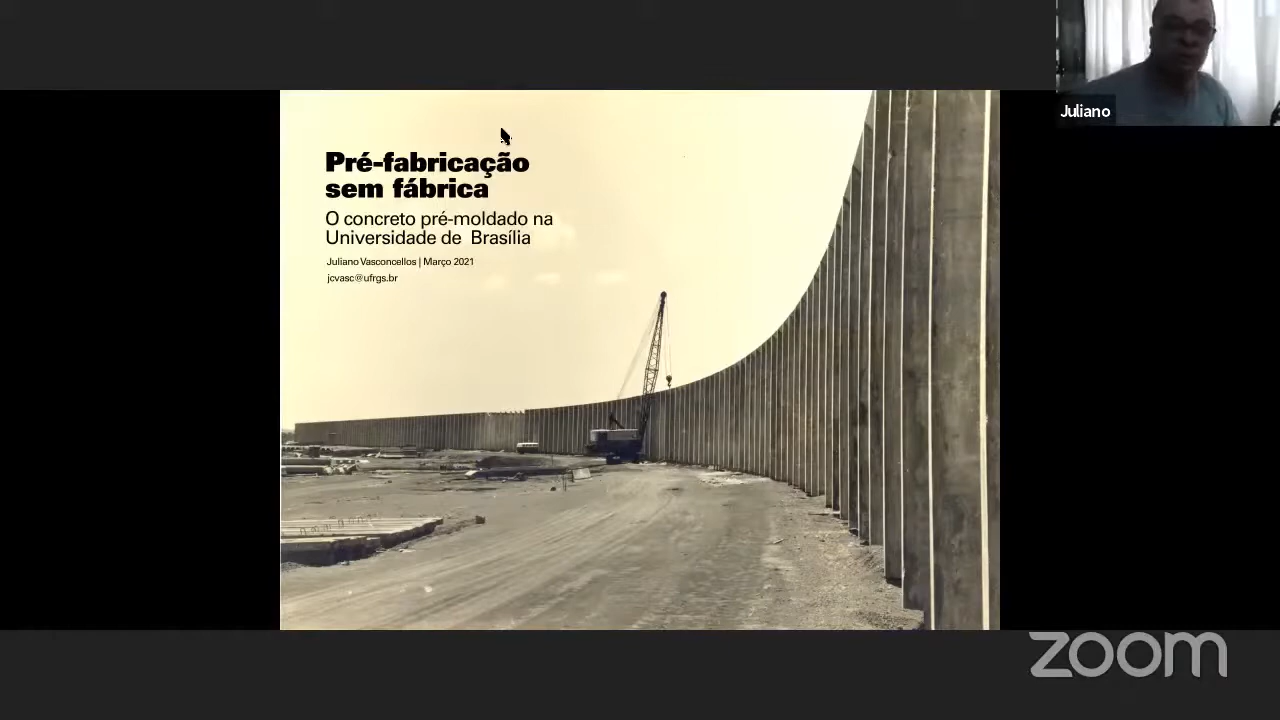 Pré-fabricação
sem fábrica
O concreto pré-moldado na
Universidade de Brasília
Juliano Vasconcellos | Março 2021
jcvasc@ufrgs.br
Juliano
zoom